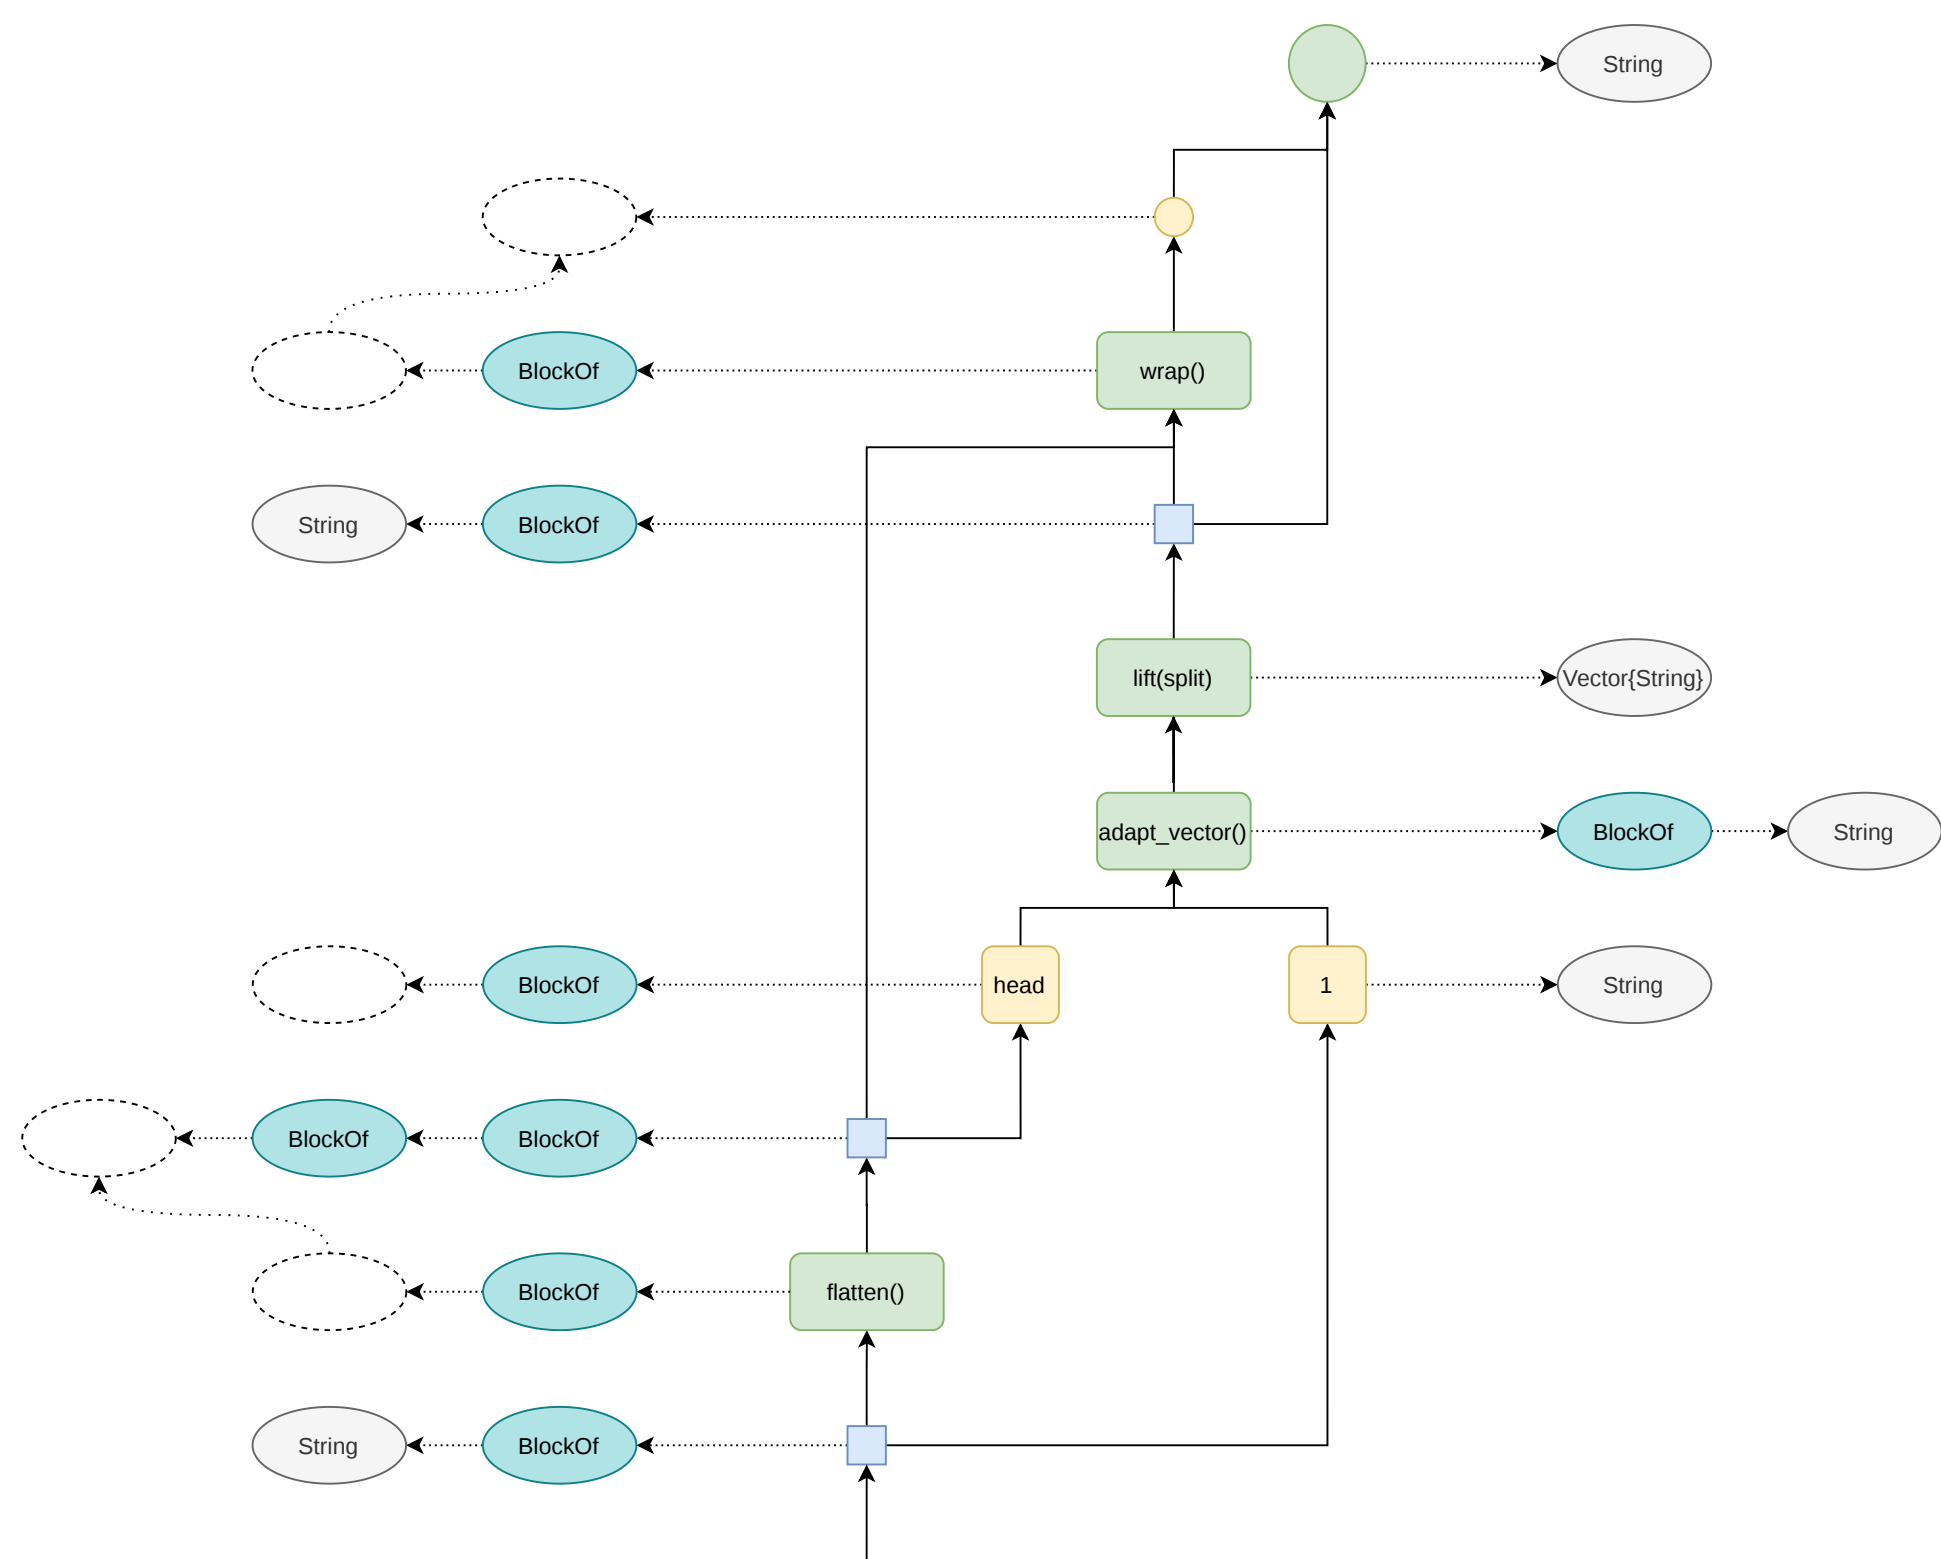 String
BlockOf
wrap()
String
BlockOf
lift(split)
Vector{String}
adapt_vector()
BlockOf
String
BlockOf
head
1
String
BlockOf
BlockOf
BlockOf
flatten()
String
BlockOf